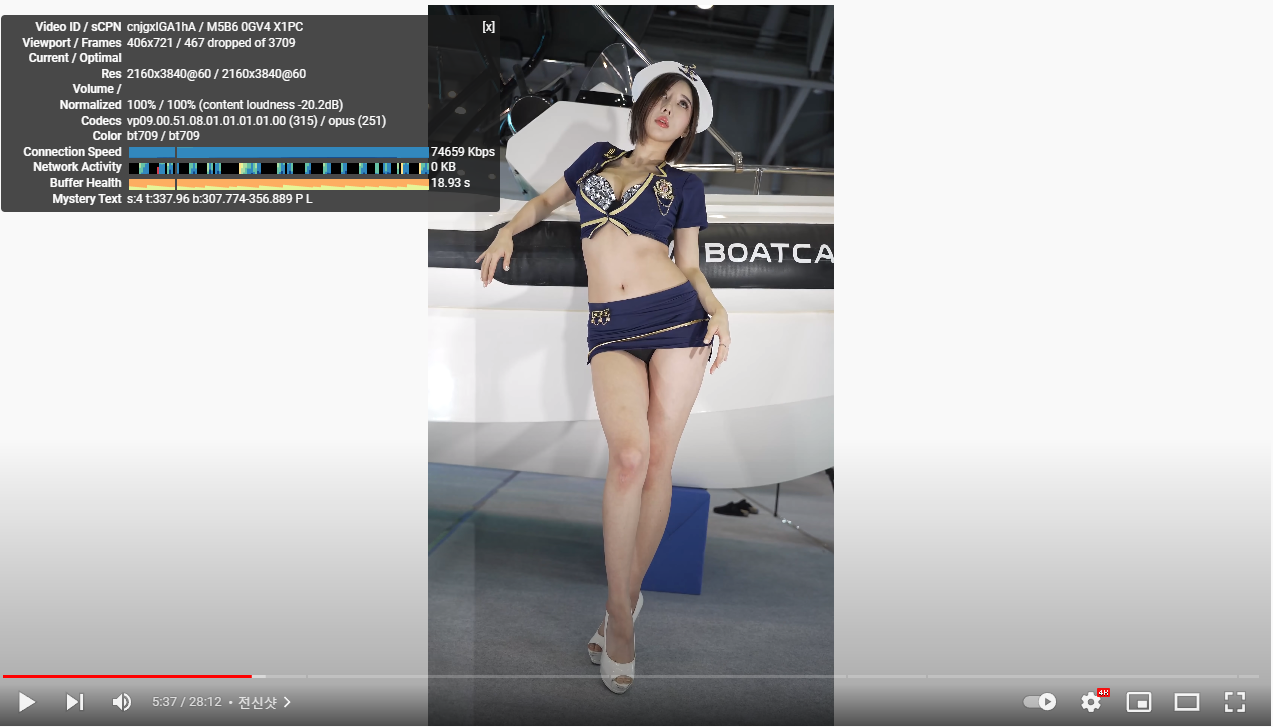 Video ID / sCPN cnjgxlGA1hA / M5B6 0GV4 X1PC
[x]
Viewport / Frames 406x721 / 467 dropped of 3709
Current / Optimal
Res 2160x3840@60 / 2160x3840@60
Volume /
Normalized 100% / 100% (content loudness -20.2dB)
Codecs vp09.00.51.08.01.01.01.01.00 (315) / opus (251)
Color bt709 / bt709
Connection Speed 74659 Kbps
Network Activity 0 KB
Buffer Health 18.93 s
Mystery Text s:4 t:337.96 b:307.774-356.889 P L
BOATCA
5:37 / 28:12 • 전신샷
4K